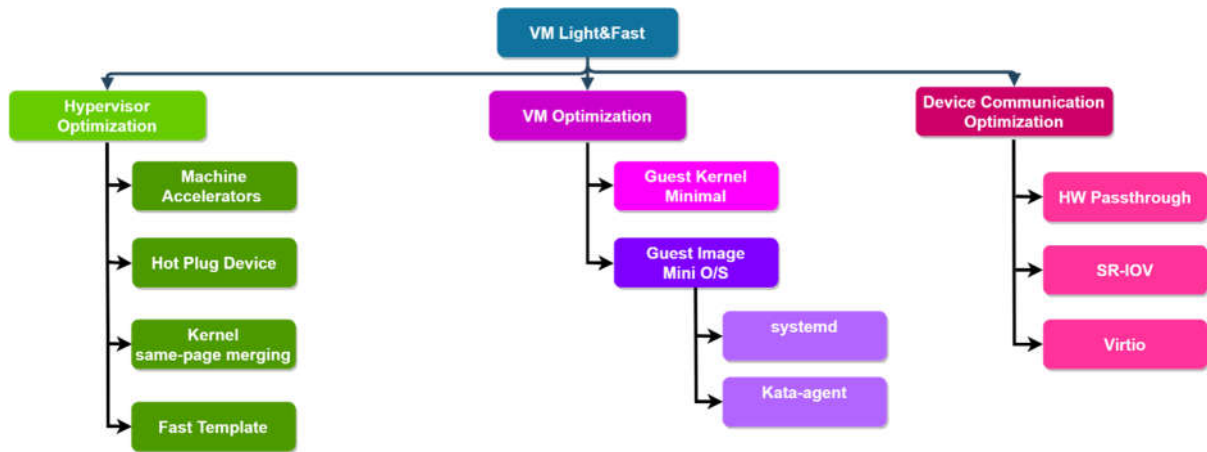 VM Light&Fast
Hypervisor
Optimization
Machine
Accelerators
Hot Plug Device
Kernel
same-page merging
Fast Template
VM Optimization
Guest Kernel
Minimal
Guest Image
Mini O/S
systemd
Kata-agent
Device Communication
Optimization
HW Passthrough
SR-IOV
Virtio